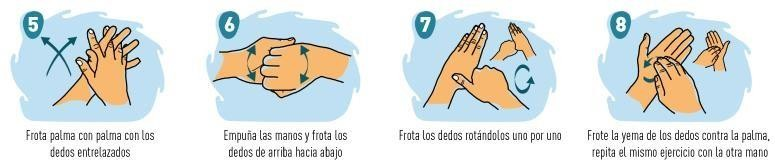 5
Frota palma con palma con los
dedos entrelazados
6
Empuña las manos y frota los
dedos de arriba hacia abajo
7
Frota los dedos rotándolos uno por uno
8
Frote la yema de los dedos contra la palma,
repita el mismo ejercicio con la otra mano